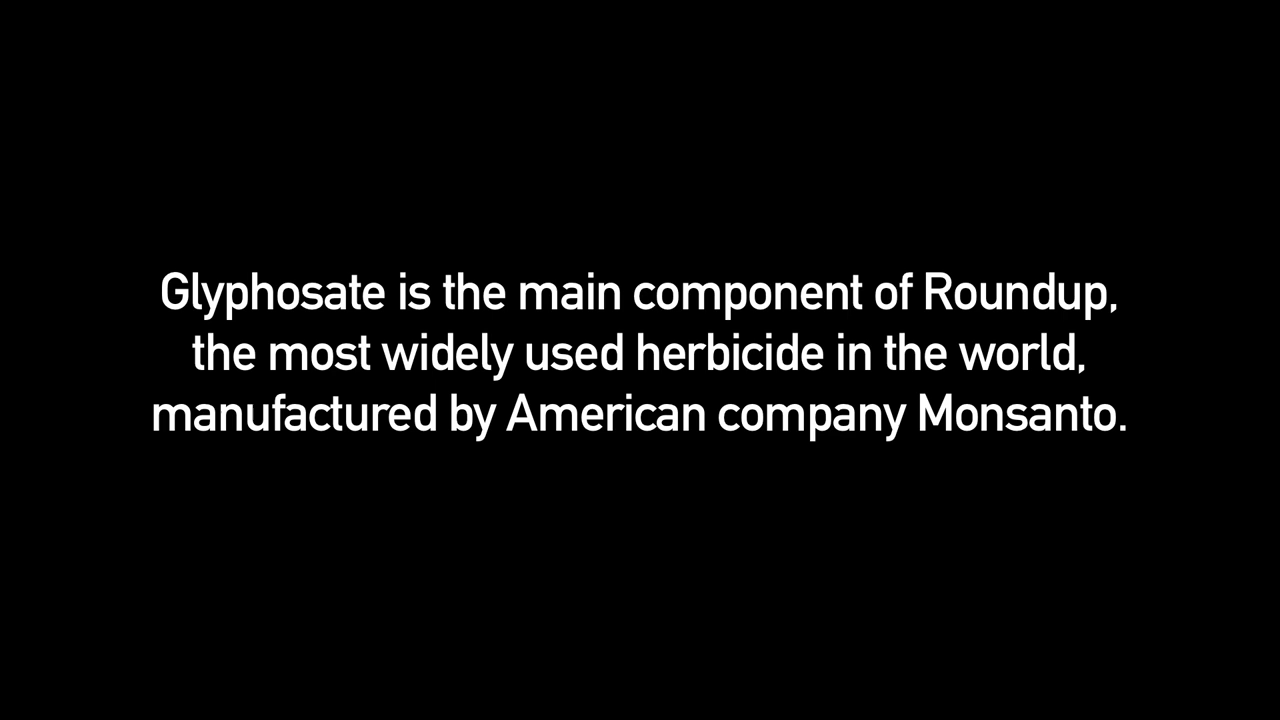 Glyphosate is the main component of Roundup,
the most widely used herbicide in the world,
manufactured by American company Monsanto.